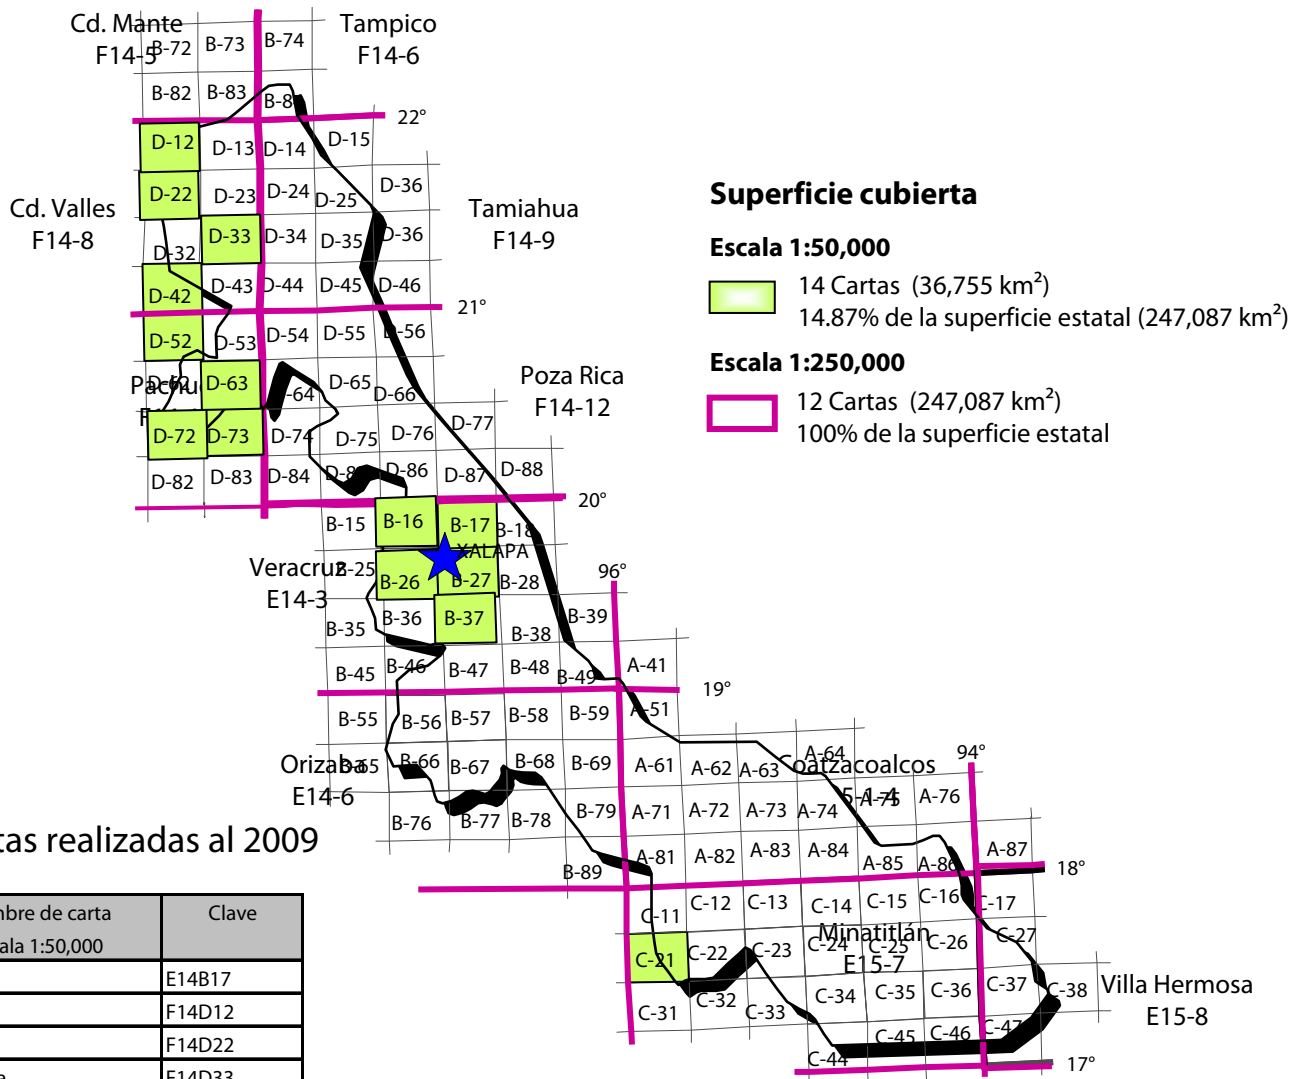 Cd. Mante
F14-5
Tampico
F14-6
B-72 B-73 B-74
B-82 B-83
22°
D-12 D-13 D-14 D-15
Cd. Valles
F14-8
D-22 D-23 D-24 D-25 D-36
Tamiahua
F14-9
D-32 D-33 D-34 D-35 D-36
D-42 D-43 D-44 D-45 D-46
21°
D-52 D-53 D-54 D-55 D-56
D-63 D-65 D-66
Poza Rica
F14-12
D-72 D-73 D-74 D-75 D-76 D-77
D-82 D-83 D-84 D-86 D-87 D-88
20°
B-15 B-16 B-17 B-18
XALAPA
Veracruz
E14-3
B-25 B-26 B-27 B-28
96°
B-35 B-36 B-37 B-38 B-39
B-45 B-46 B-47 B-48 B-49 A-41
19°
B-55 B-56 B-57 B-58 B-59 A-51
Orizaba
E14-6
B-66 B-67 B-68 B-69 A-61 A-62 A-63 A-64
Coatzacoalcos
94°
B-76 B-77 B-78 B-79 A-71 A-72 A-73 A-74 A-75 A-76
B-89 A-81 A-82 A-83 A-84 A-85 A-86 A-87
18°
C-11 C-12 C-13 C-14 C-15 C-16 C-17
C-21 C-22 C-23 C-24 C-25 C-26 C-27
Minatitlán
E15-7
C-31 C-32 C-33 C-34 C-35 C-36 C-37 C-38
Villa Hermosa
E15-8
C-44 C-45 C-46 C-47
17°
Superficie cubierta
Escala 1:50,000
14 Cartas (36,755 km²)
14.87% de la superficie estatal (247,087 km²)
Escala 1:250,000
12 Cartas (247,087 km²)
100% de la superficie estatal
tas realizadas al 2009
mbre de carta Clave
ala 1:50,000
E14B17
F14D12
F14D22
F14D33